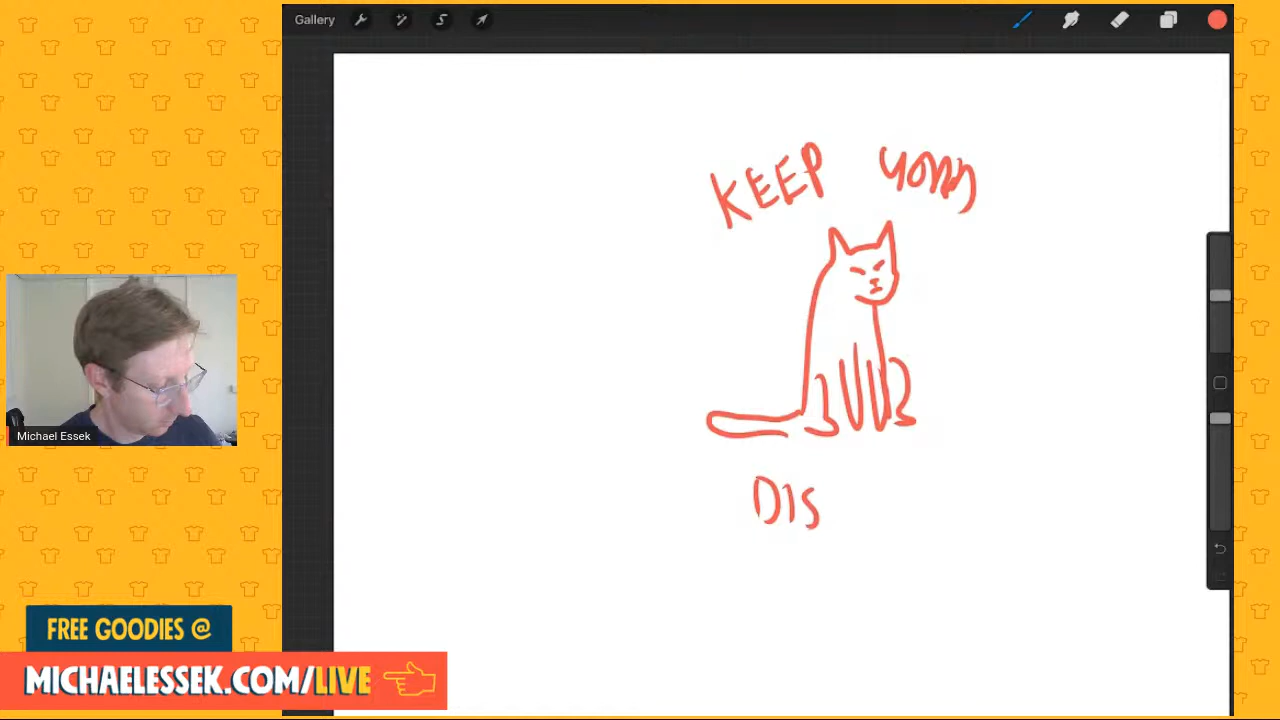 Gallery
KEEP YOUR
DIS
Michael Essek
FREE GOODIES @
MICHAELESSEK.COM/LIVE